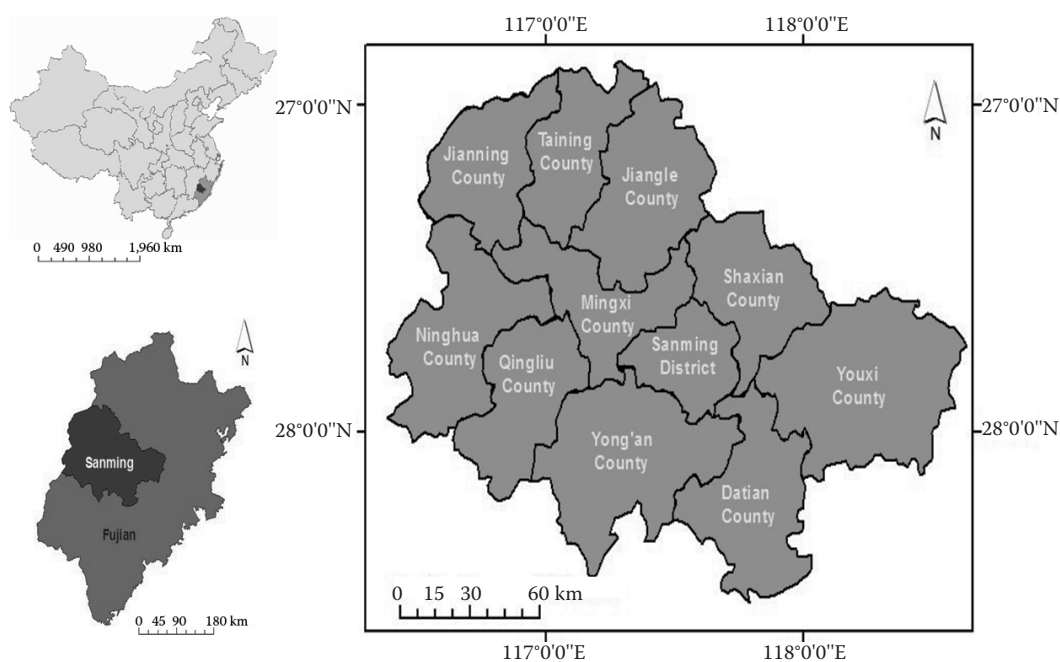 0 490 980 1,960 km
N
Sanming
Fujian
0 45 90 180 km
117°0'0"E 118°0'0"E
27°0'0"N 27°0'0"N
N
Jianning
County
Taining
County
Jiangle
County
Shaxian
County
Mingxi
County
Ninghua
County
Qingliu
County
Sanming
District
Youxi
County
28°0'0"N 28°0'0"N
Yong'an
County
Datian
County
0 15 30 60 km
117°0'0"E 118°0'0"E